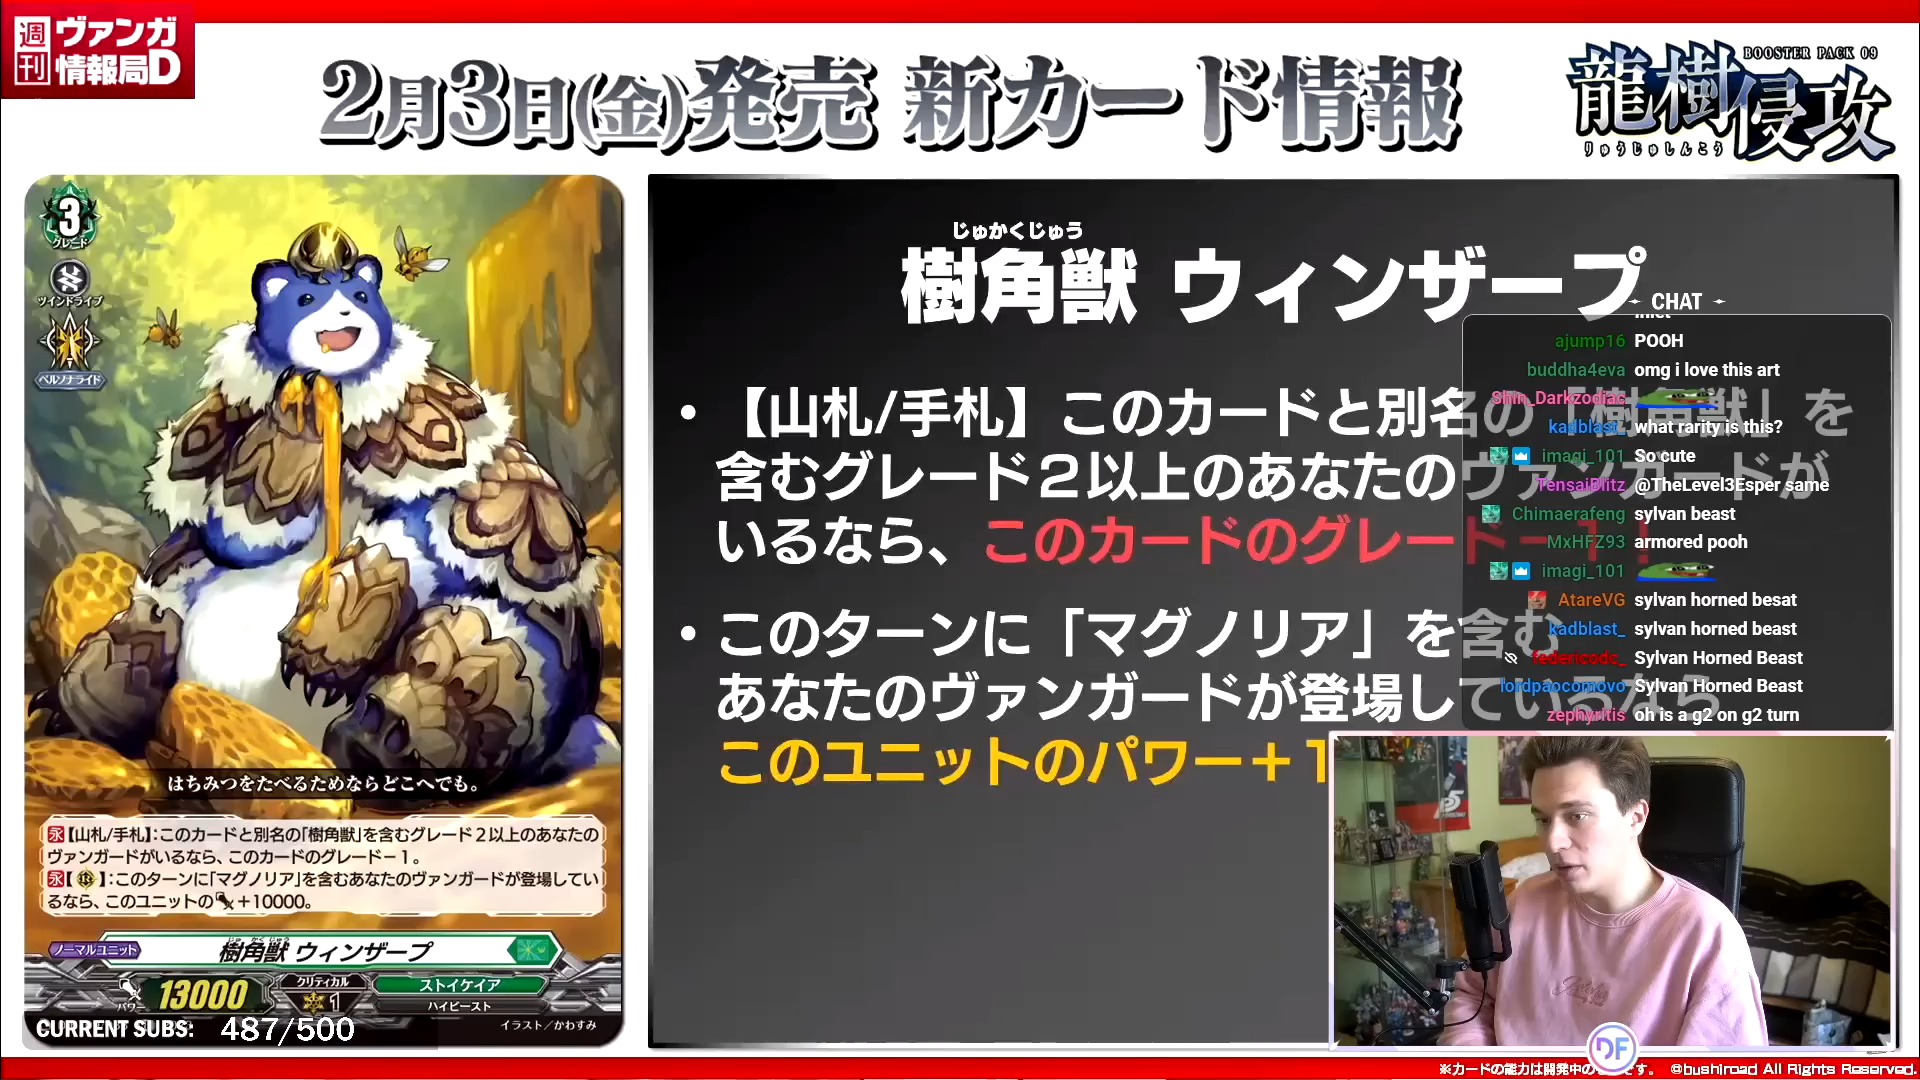 週刊
ヴァンガ
情報局D
2月3日(金)発売 新カード情報
BOOSTER PACK 09
龍樹侵攻
りゅうじゅしんこう
3
グレード
ツインドライブ
ペルソナライド
はちみつをたべるためならどこへでも。
永【山札/手札】:このカードと別名の「樹角獣」を含むグレード2以上のあなたの
ヴァンガードがいるなら、このカードのグレード-1。
永【R】:このターンに「マグノリア」を含むあなたのヴァンガードが登場してい
るなら、このユニットの+10000。
ノーマルユニット
じゅかくじゅう
樹角獣 ウィンザープ
パワー
13000
クリティカル
1
ストイケイア
ハイビースト
CURRENT SUBS: 487/500
イラスト/かわすみ
じゅかくじゅう
樹角獣 ウィンザープ
・【山札/手札】このカードと別名の「樹角獣」を
含むグレード2以上のあなたのヴァンガードが
いるなら、このカードのグレード-1!
・このターンに「マグノリア」を含む
あなたのヴァンガードが登場しているなら
このユニットのパワー+1
CHAT
ajump16 POOH
buddha4eva omg i love this art
Shin_Darkzodiac
kadblast_ what rarity is this?
imagi_101 So cute
TensaiBlitz @TheLevel3Esper same
Chimaerafeng sylvan beast
MxHFZ93 armored pooh
imagi_101
AtareVG sylvan horned besat
kadblast_ sylvan horned beast
federicodc_ Sylvan Horned Beast
lordpaocomovo Sylvan Horned Beast
zephyritis oh is a g2 on g2 turn
DF
※カードの能力は開発中の
です。 ©bushiroad All Rights Reserved.